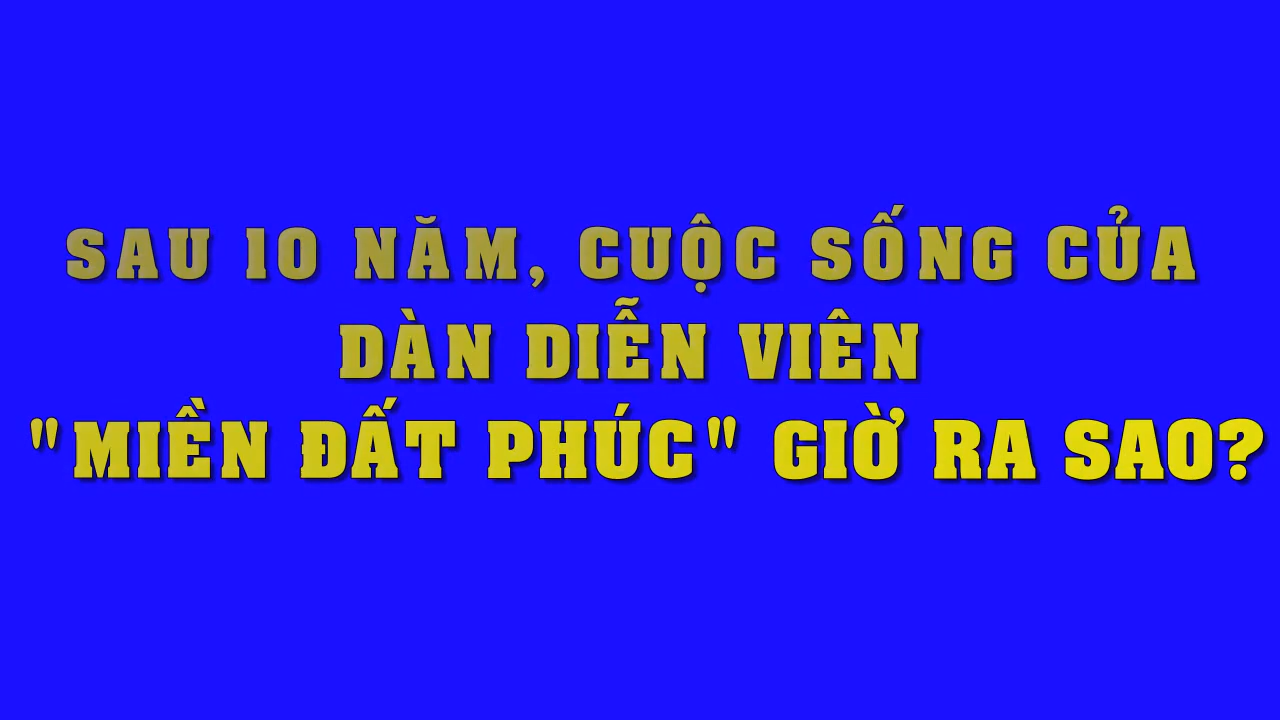 SAU 10 NĂM, CUỘC SỐNG CỦA
DÀN DIỄN VIÊN
"MIỀN ĐẤT PHÚC" GIỜ RA SAO?